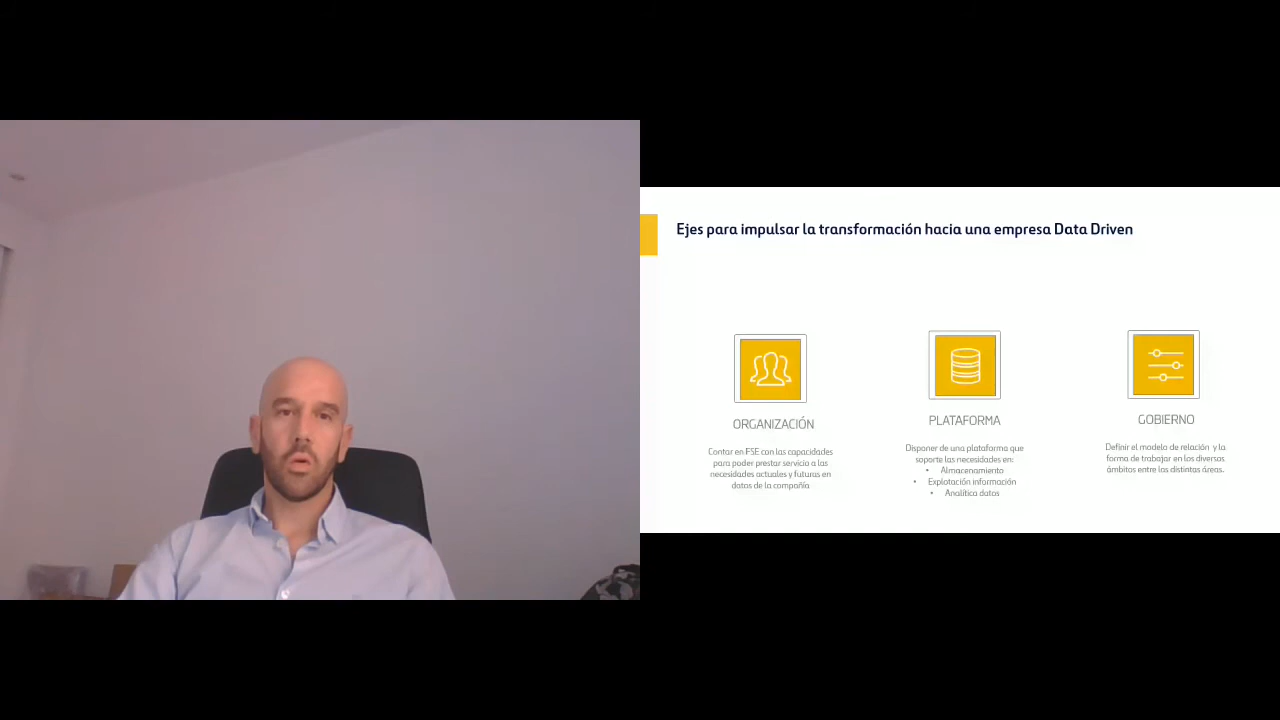 Ejes para impulsar la transformación hacia una empresa Data Driven
ORGANIZACIÓN
Contar en FSE con las capacidades
para poder prestar servicio a las
necesidades actuales y futuras en
datos de la compañía
PLATAFORMA
Disponer de una plataforma que
soporte las necesidades en:
• Almacenamiento
• Explotación información
• Analítica datos
GOBIERNO
Definir el modelo de relación y la
forma de trabajar en los diversos
ámbitos entre las distintas áreas.